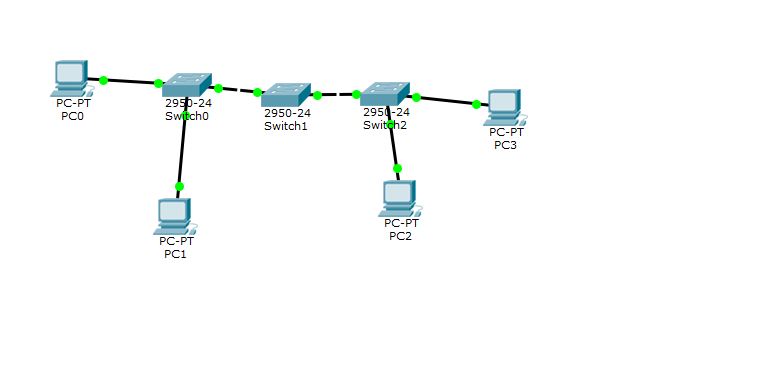 PC-PT
PC0
2950-24
Switch0
2950-24
Switch1
2950-24
Switch2
PC-PT
PC3
PC-PT
PC1
PC-PT
PC2